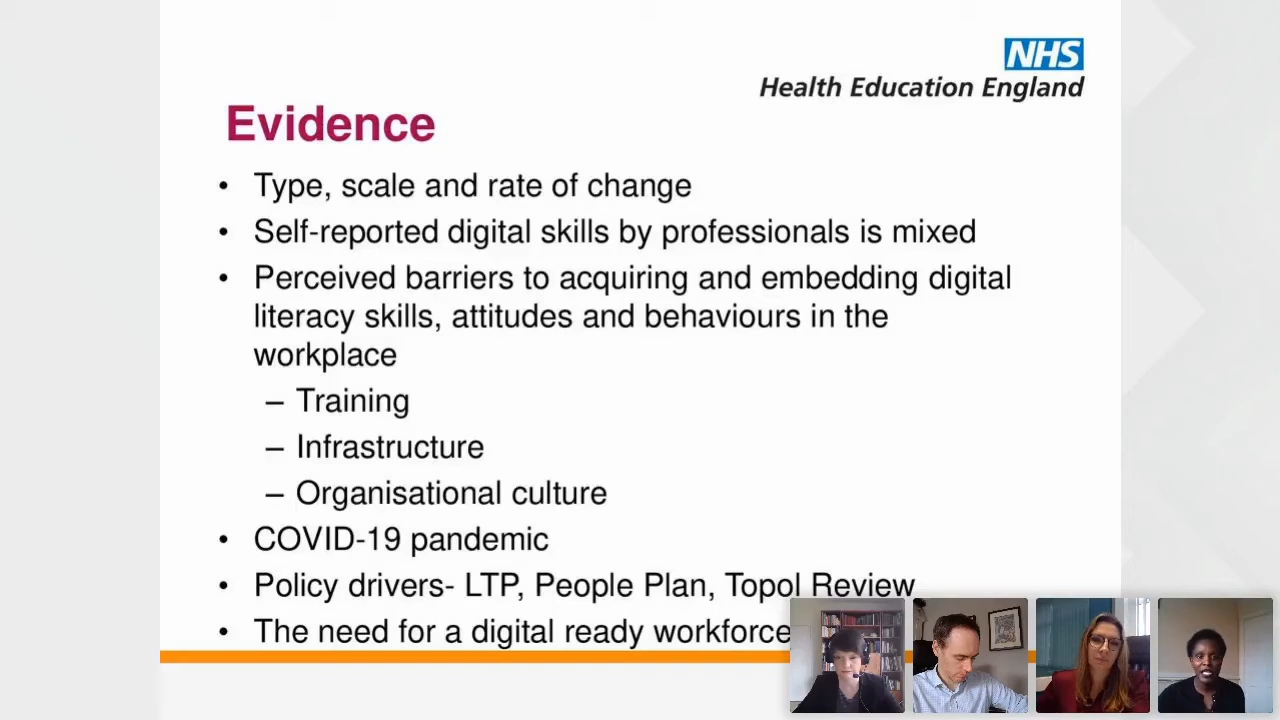 NHS
Health Education England
Evidence
• Type, scale and rate of change
• Self-reported digital skills by professionals is mixed
• Perceived barriers to acquiring and embedding digital
literacy skills, attitudes and behaviours in the
workplace
– Training
– Infrastructure
– Organisational culture
• COVID-19 pandemic
• Policy drivers- LTP, People Plan, Topol Review
• The need for a digital ready workforce